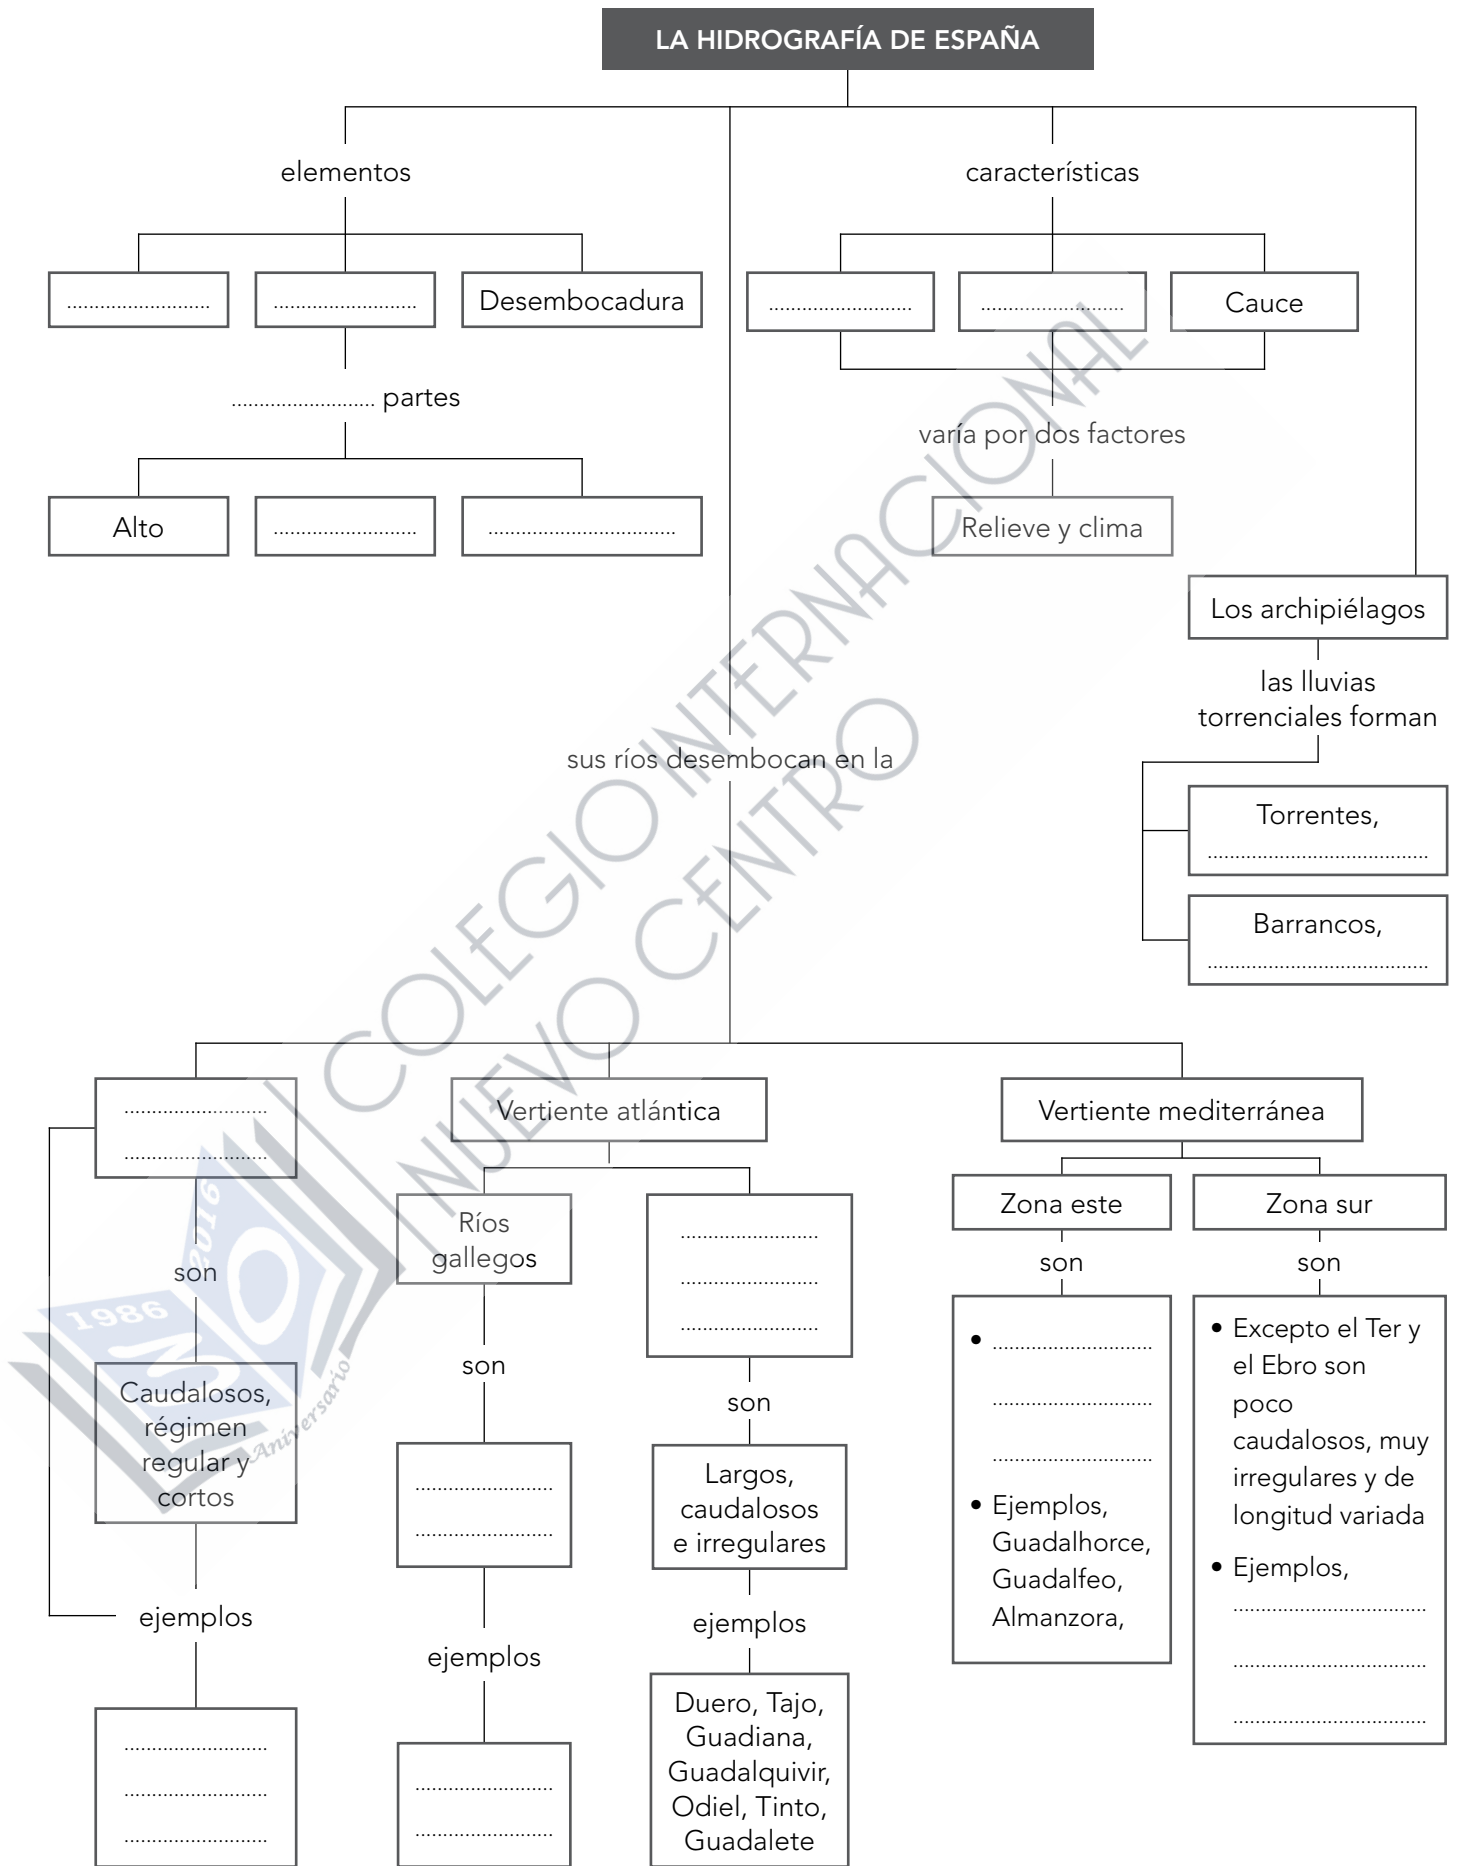 LA HIDROGRAFÍA DE ESPAÑA
elementos
características
.........................
.........................
Desembocadura
.........................
.........................
Cauce
......................... partes
varía por dos factores
Alto
.........................
.................................
Relieve y clima
Los archipiélagos
las lluvias
torrenciales forman
sus ríos desembocan en la
Torrentes,
.......................................
Barrancos,
.......................................
.........................
.........................
Vertiente atlántica
Vertiente mediterránea
Ríos
gallegos
........................
........................
........................
Zona este
Zona sur
son
son
son
son
son
Caudalosos,
régimen
regular y
cortos
........................
........................
Largos,
caudalosos
e irregulares
• ............................
............................
............................
• Ejemplos,
Guadalhorce,
Guadalfeo,
Almanzora,
• Excepto el Ter y
el Ebro son
poco
caudalosos, muy
irregulares y de
longitud variada
• Ejemplos,
..................................
..................................
..................................
ejemplos
ejemplos
ejemplos
.........................
.........................
.........................
........................
........................
Duero, Tajo,
Guadiana,
Guadalquivir,
Odiel, Tinto,
Guadalete
COLEGIO INTERNACIONAL
NUEVO CENTRO
1986
2016
Aniversario